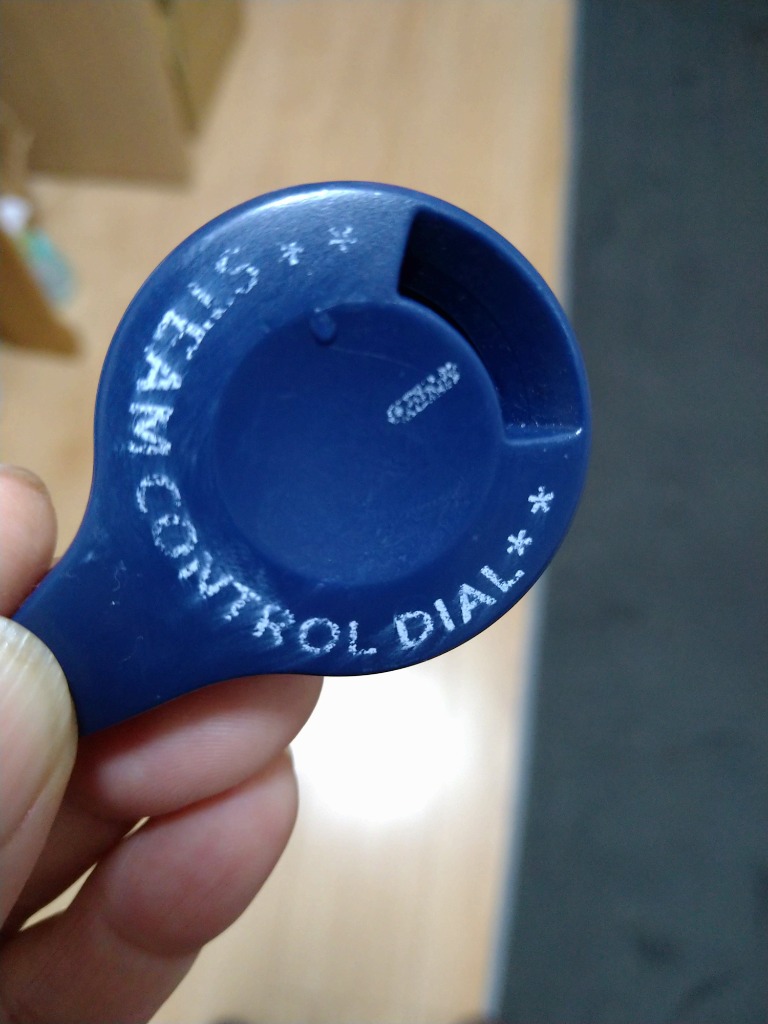 ** STEAM CONTROL DIAL **